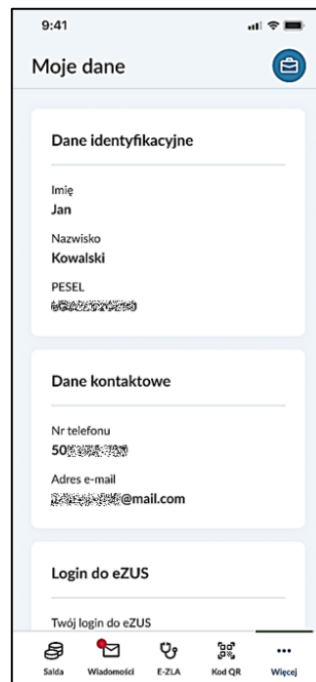 9:41
Moje dane
Dane identyfikacyjne
Imię
Jan
Nazwisko
Kowalski
PESEL
Dane kontaktowe
Nr telefonu
50
Adres e-mail
@mail.com
Login do eZUS
Twój login do eZUS
Salda Wiadomości E-ZLA Kod QR Więcej